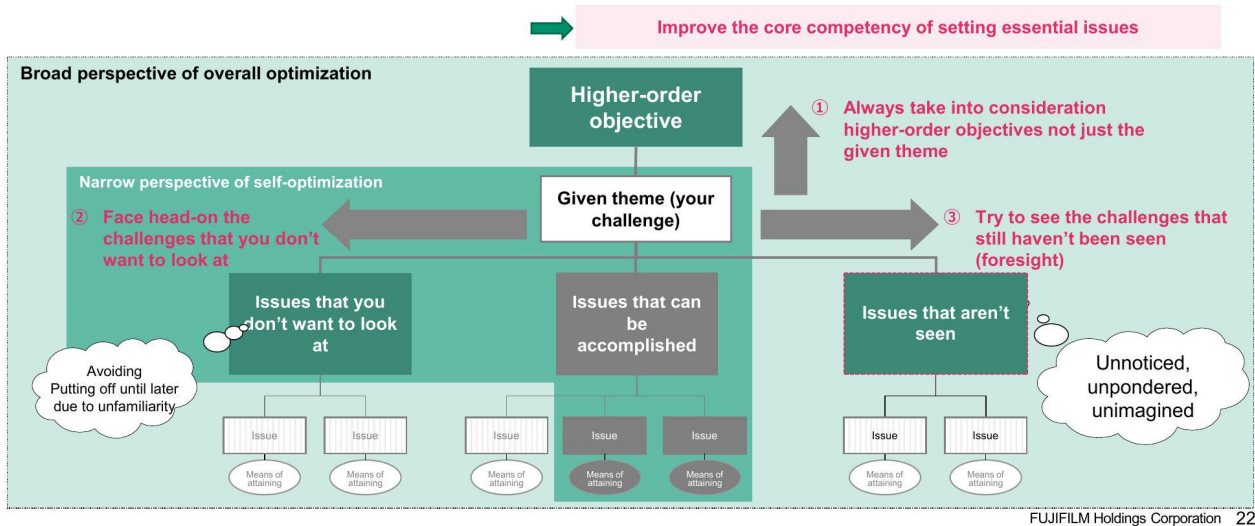 Improve the core competency of setting essential issues
Broad perspective of overall optimization
Higher-order
objective
① Always take into consideration
higher-order objectives not just the
given theme
Narrow perspective of self-optimization
Given theme (your
challenge)
② Face head-on the
challenges that you don’t
want to look at
③ Try to see the challenges that
still haven’t been seen
(foresight)
Issues that you
don’t want to look
at
Issues that can
be
accomplished
Issues that aren’t
seen
Avoiding
Putting off until later
due to unfamiliarity
Unnoticed,
unpondered,
unimagined
Issue
Issue
Issue
Issue
Issue
Issue
Issue
Means of
attaining
Means of
attaining
Means of
attaining
Means of
attaining
Means of
attaining
Means of
attaining
Means of
attaining
FUJIFILM Holdings Corporation 22